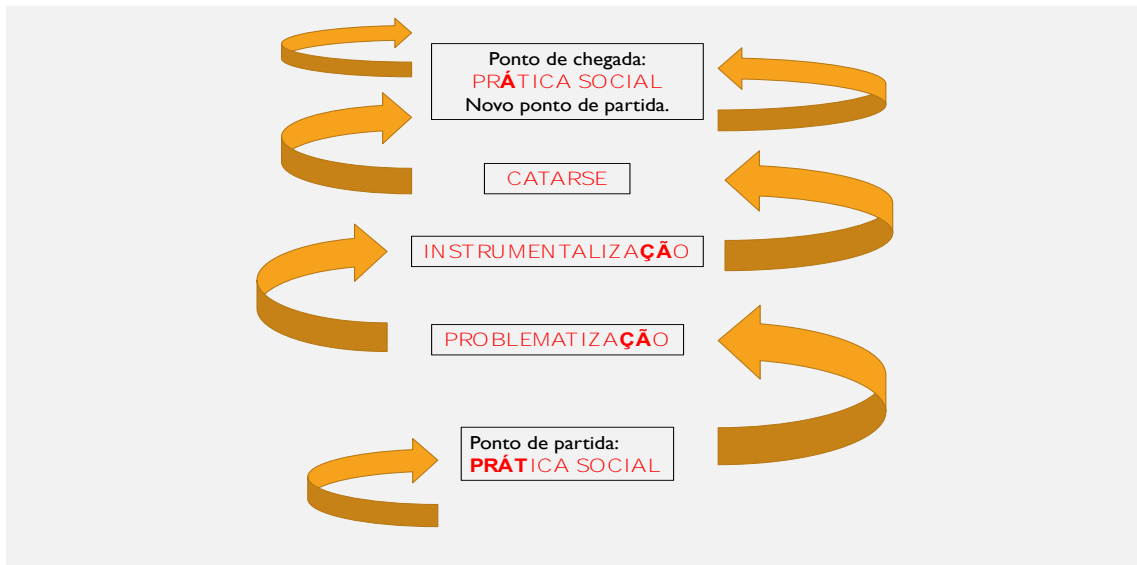 Ponto de chegada:
PRÁTICA SOCIAL
Novo ponto de partida.
CATARSE
INSTRUMENTALIZAÇÃO
PROBLEMATIZAÇÃO
Ponto de partida:
PRÁTICA SOCIAL